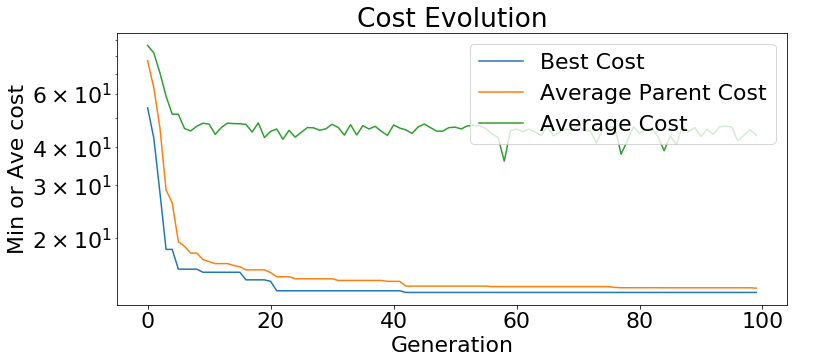 Cost Evolution
Best Cost
Average Parent Cost
Average Cost
Min or Ave cost
6 × 10¹
4 × 10¹
3 × 10¹
2 × 10¹
0 20 40 60 80 100
Generation